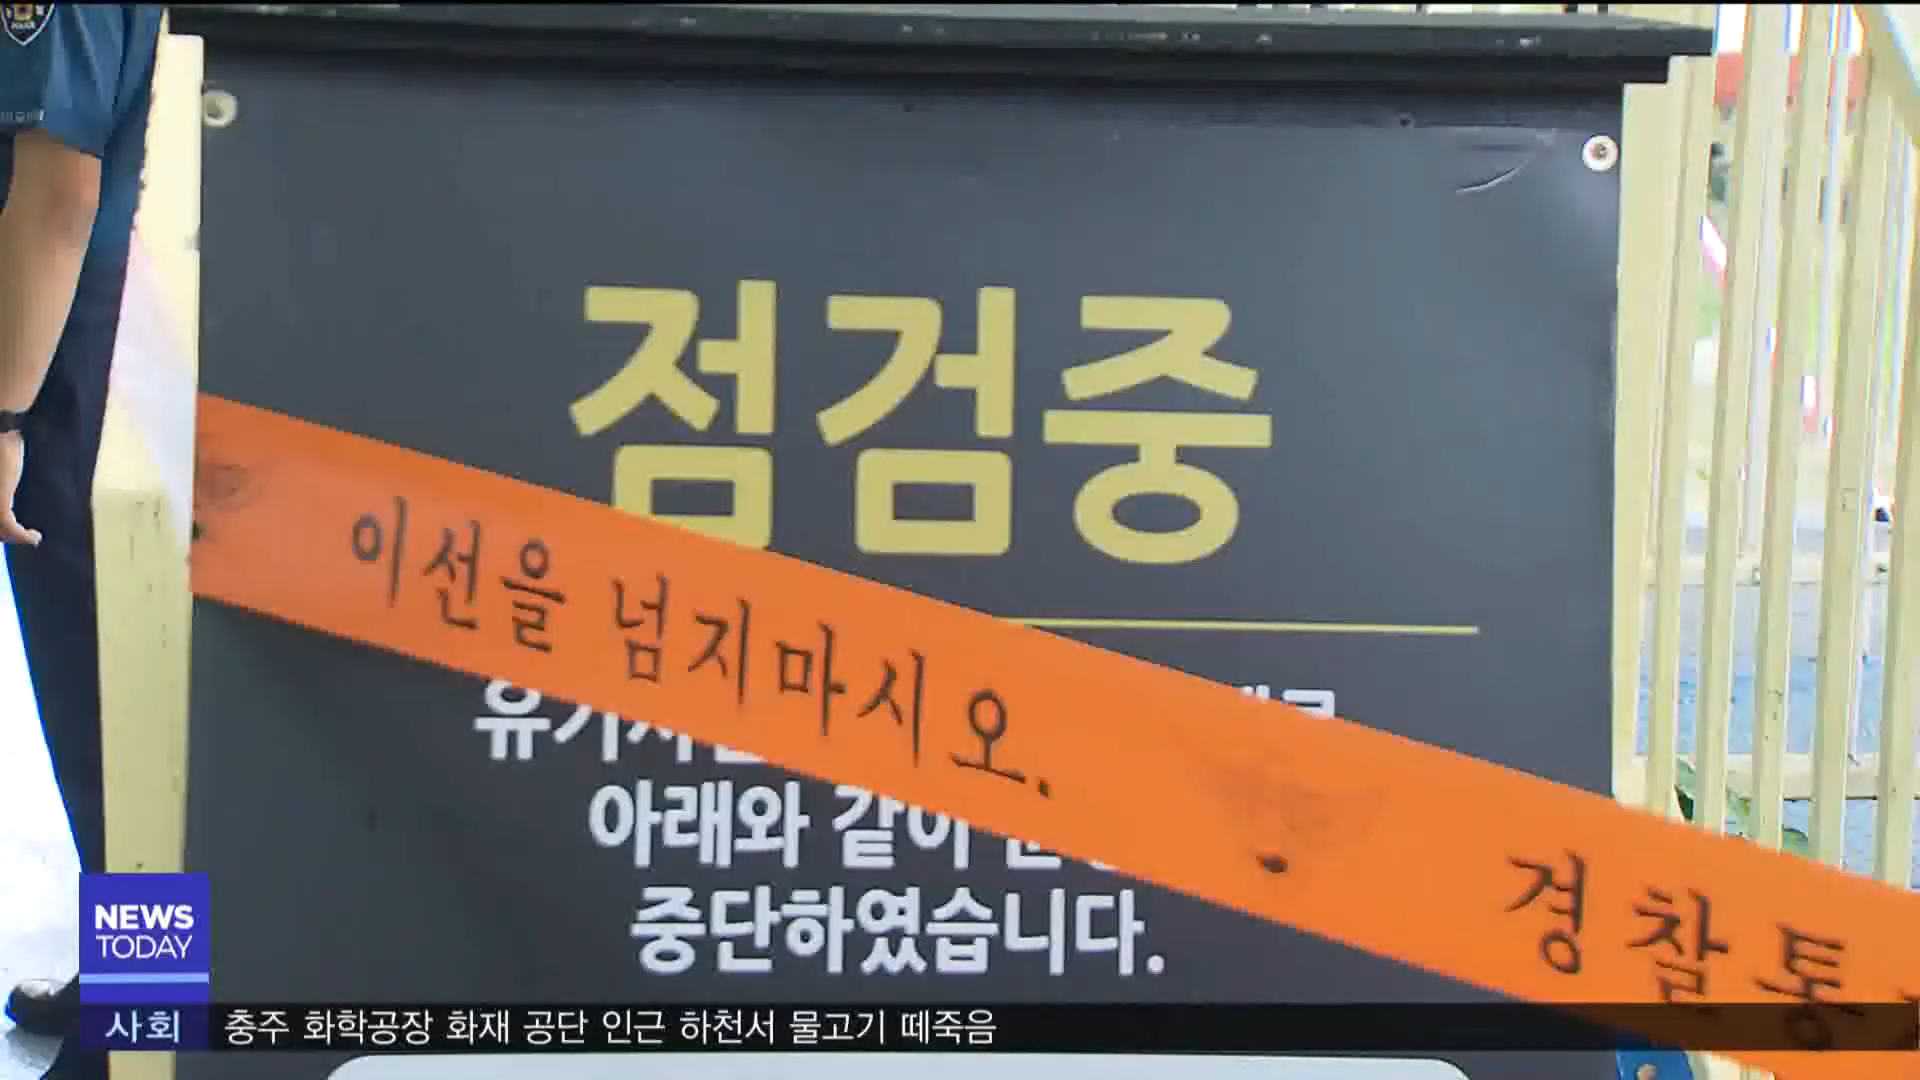 점검중
이선을 넘지마시오.
경찰통
아래와 같이
중단하였습니다.
NEWS
TODAY
사회
충주 화학공장 화재 공단 인근 하천서 물고기 떼죽음